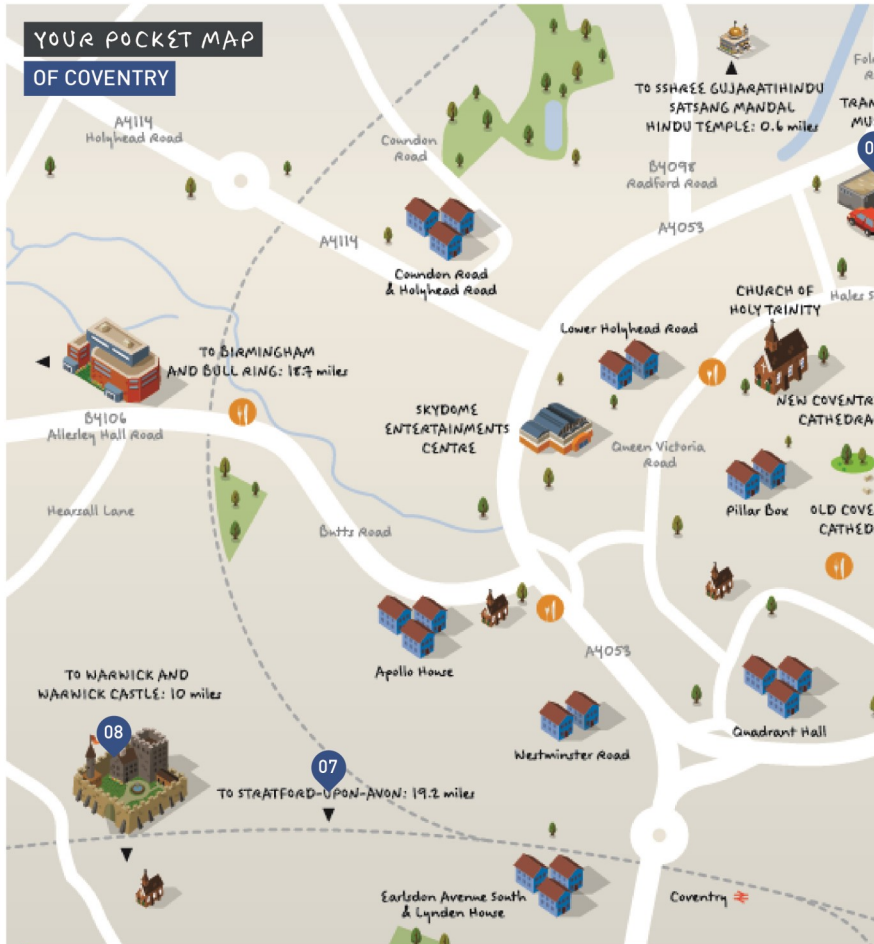 YOUR POCKET MAP
OF COVENTRY
A4114
Holyhead Road
Coundon
Road
TO SSHREE GUJARATIHINDU
SATSANG MANDAL
HINDU TEMPLE: 0.6 miles
B4098
Radford Road
A4114
A4053
Coundon Road
& Holyhead Road
CHURCH OF
HOLY TRINITY
Hales
Lower Holyhead Road
TO BIRMINGHAM
AND BULL RING: 18.7 miles
B4106
Allesley Hall Road
SKYDOME
ENTERTAINMENTS
CENTRE
NEW COVENTR
CATHEDRA
Queen Victoria
Road
Pillar Box
OLD COVE
CATHED
Hearsall Lane
Butts Road
Apollo House
A4053
TO WARWICK AND
WARWICK CASTLE: 10 miles
Quadrant Hall
Westminster Road
08
07
TO STRATFORD-UPON-AVON: 19.2 miles
Earlsdon Avenue South
& Lynden House
Coventry